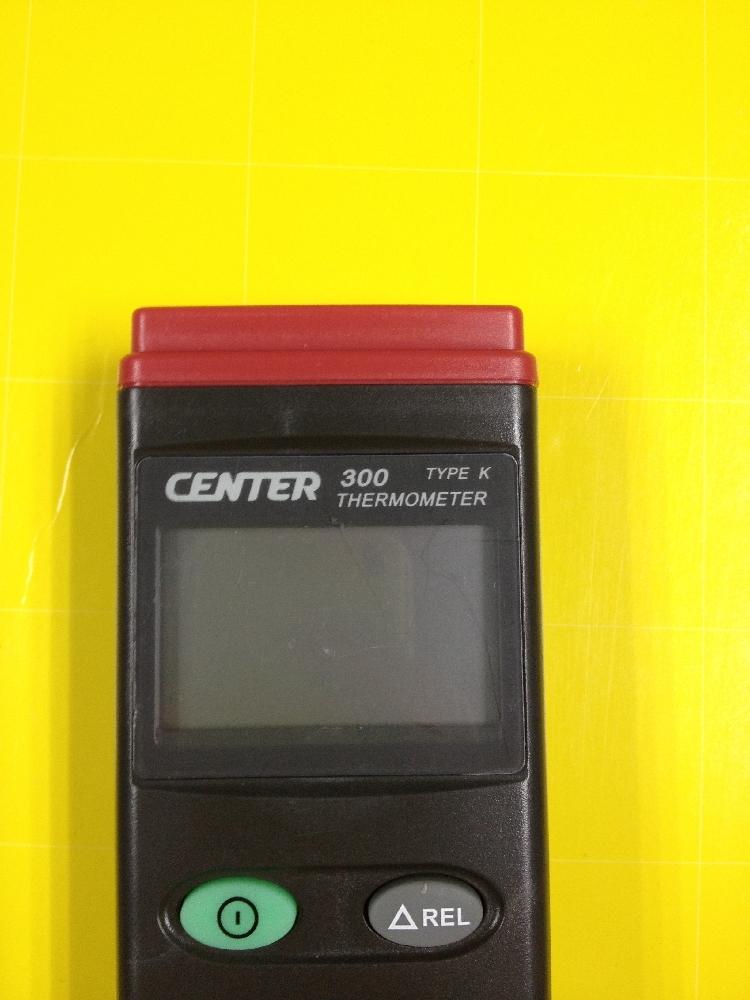 CENTER 300 TYPE K
THERMOMETER
△ REL